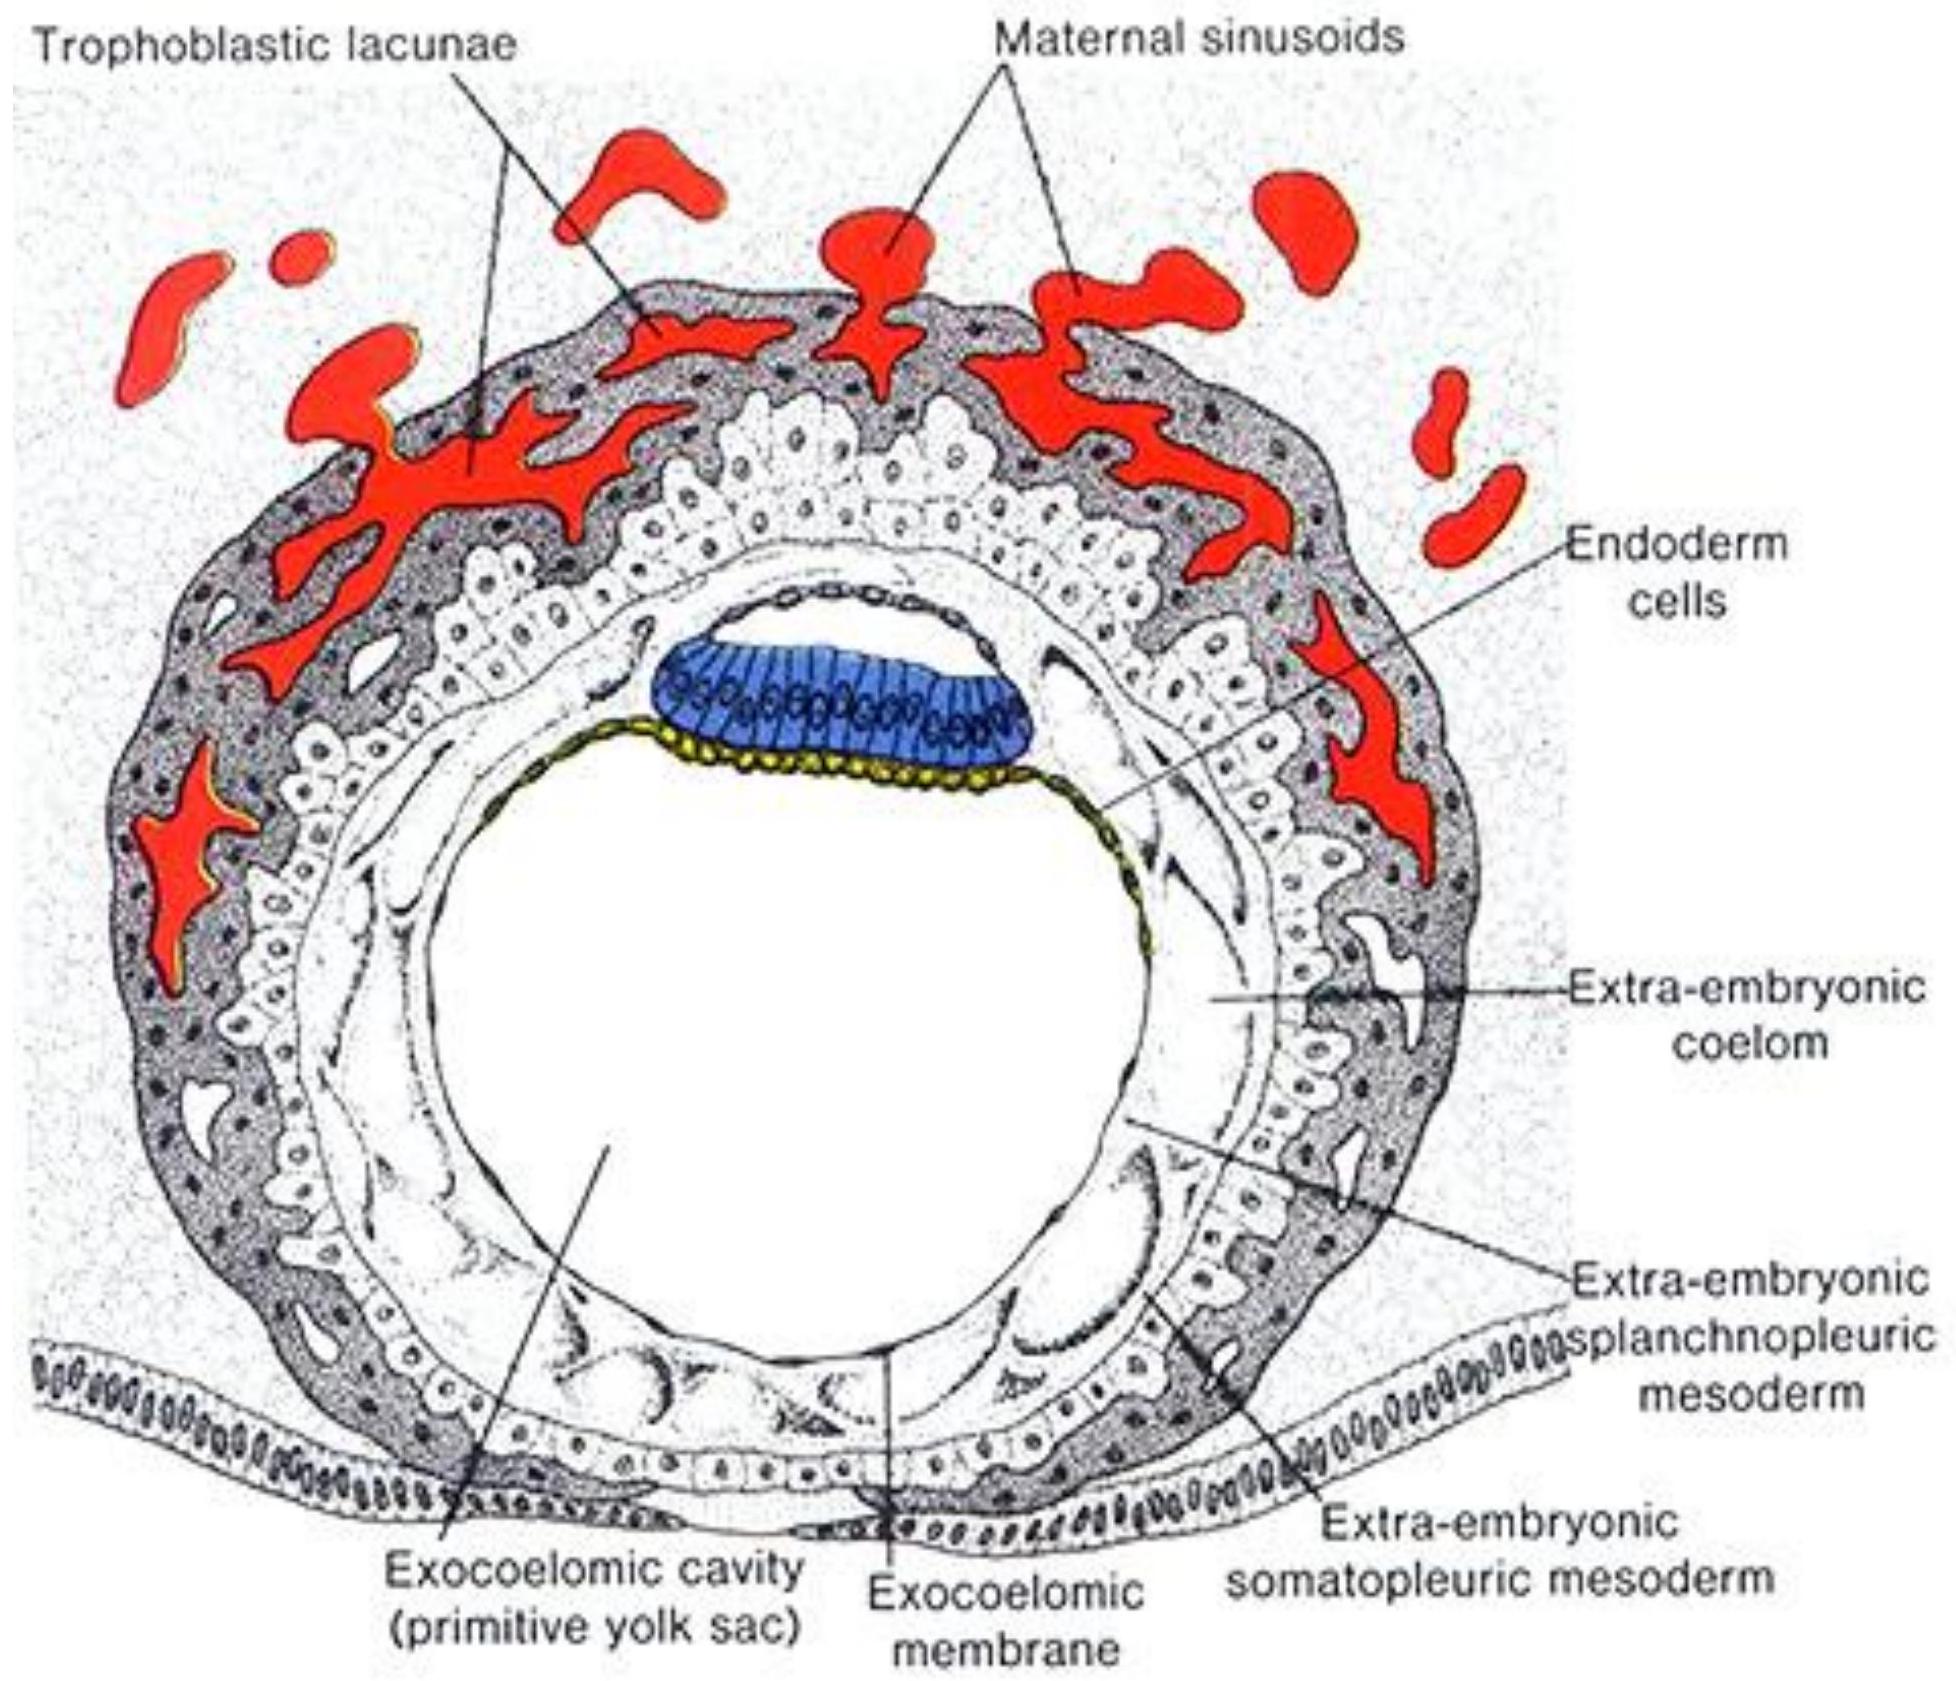 Trophoblastic lacunae
Maternal sinusoids
Endoderm
cells
Extra-embryonic
coelom
Extra-embryonic
splanchnopleuric
mesoderm
Extra-embryonic
somatopleuric mesoderm
Exocoelomic cavity
(primitive yolk sac)
Exocoelomic
membrane